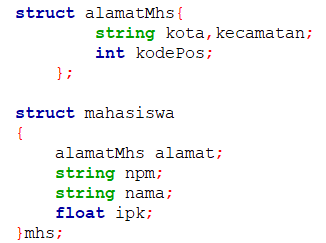 struct alamatMhs{
string kota,kecamatan;
int kodePos;
};
struct mahasiswa
{
alamatMhs alamat;
string npm;
string nama;
float ipk;
}mhs;